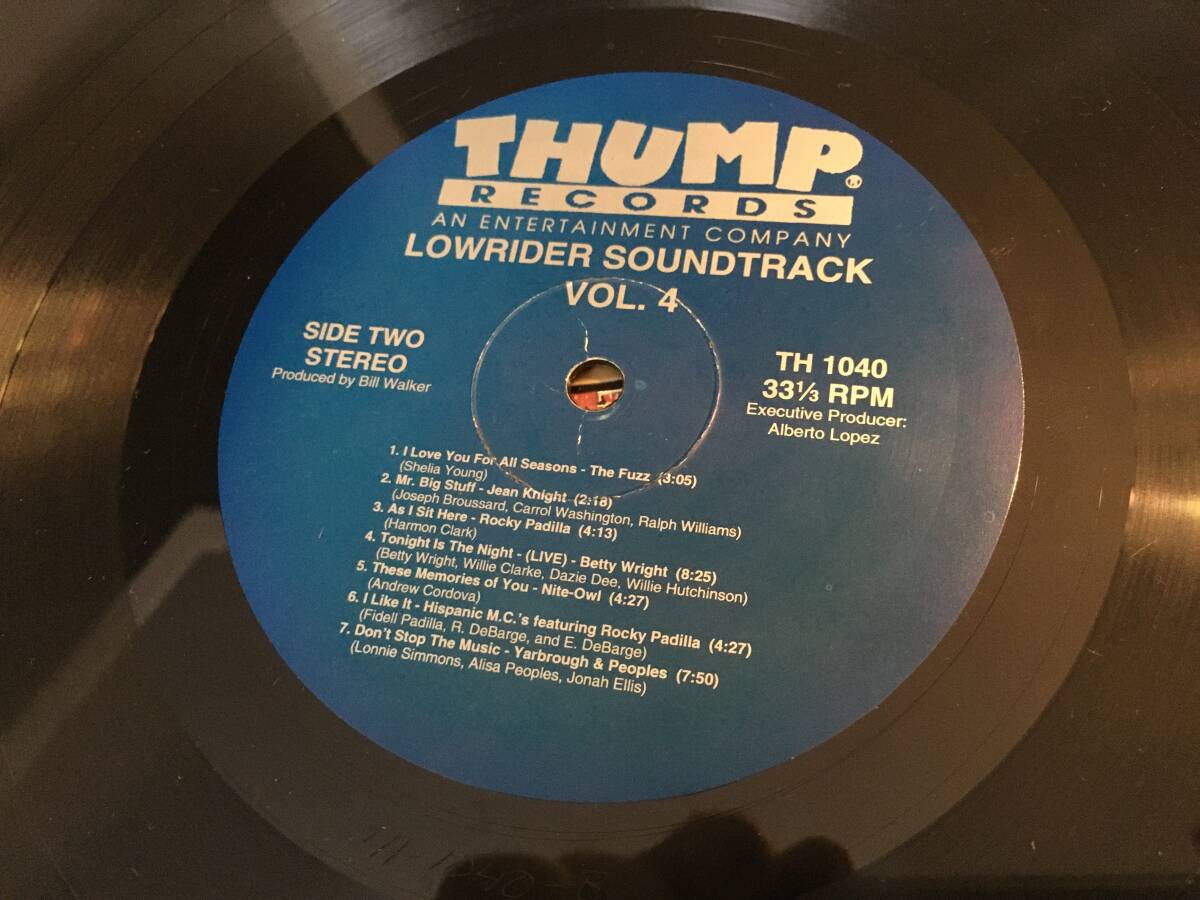 THUMP®
RECORDS
AN ENTERTAINMENT COMPANY
LOWRIDER SOUNDTRACK
VOL. 4
SIDE TWO
STEREO
Produced by Bill Walker
TH 1040
33⅓ RPM
Executive Producer:
Alberto Lopez
1. I Love You For All Seasons - The Fuzz (3:05)
(Shelia Young)
2. Mr. Big Stuff - Jean Knight (2:18)
(Joseph Broussard, Carrol Washington, Ralph Williams)
3. As I Sit Here - Rocky Padilla (4:13)
(Harmon Clark)
4. Tonight Is The Night - (LIVE) - Betty Wright (8:25)
(Betty Wright, Willie Clarke, Dazie Dee, Willie Hutchinson)
5. These Memories of You - Nite-Owl (4:27)
(Andrew Cordova)
6. I Like It - Hispanic M.C.'s featuring Rocky Padilla (4:27)
(Fidell Padilla, R. DeBarge, and E. DeBarge)
7. Don't Stop The Music - Yarbrough & Peoples (7:50)
(Lonnie Simmons, Alisa Peoples, Jonah Ellis)